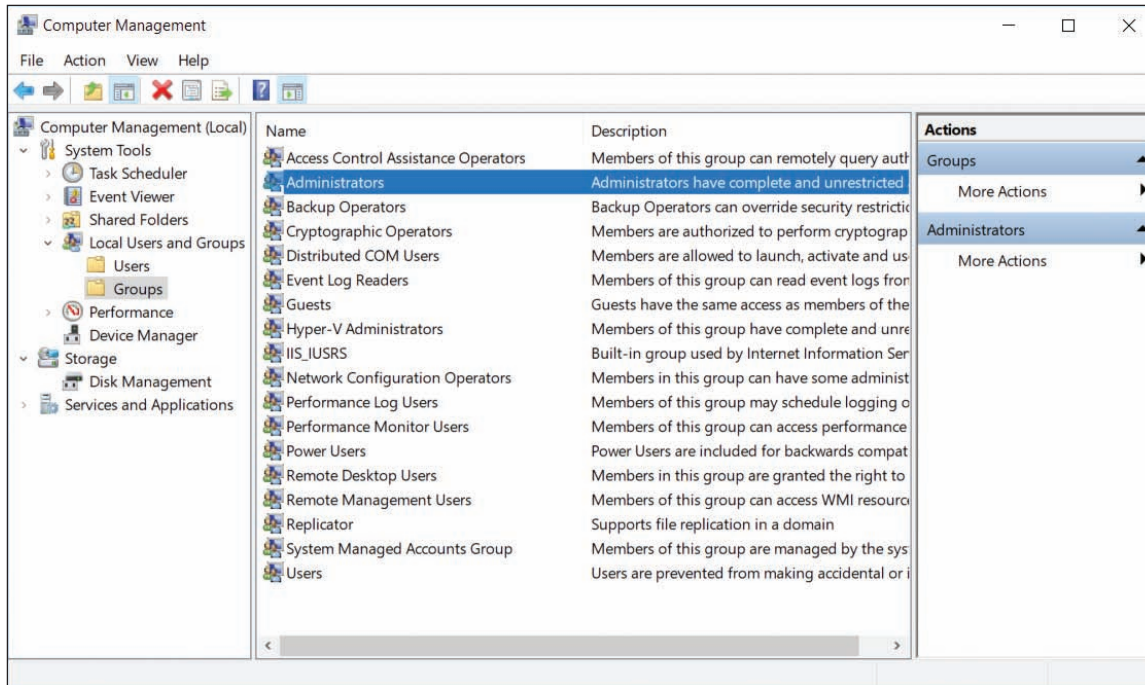 Computer Management
File Action View Help
Computer Management (Local)
System Tools
Task Scheduler
Event Viewer
Shared Folders
Local Users and Groups
Users
Groups
Performance
Device Manager
Storage
Disk Management
Services and Applications
Name Description
Access Control Assistance Operators Members of this group can remotely query auth
Administrators Administrators have complete and unrestricted
Backup Operators Backup Operators can override security restrictio
Cryptographic Operators Members are authorized to perform cryptograp
Distributed COM Users Members are allowed to launch, activate and us
Event Log Readers Members of this group can read event logs from
Guests Guests have the same access as members of the
Hyper-V Administrators Members of this group have complete and unre
IIS_IUSRS Built-in group used by Internet Information Ser
Network Configuration Operators Members in this group can have some administ
Performance Log Users Members of this group may schedule logging o
Performance Monitor Users Members of this group can access performance
Power Users Power Users are included for backwards compat
Remote Desktop Users Members in this group are granted the right to
Remote Management Users Members of this group can access WMI resource
Replicator Supports file replication in a domain
System Managed Accounts Group Members of this group are managed by the sys
Users Users are prevented from making accidental or i
Actions
Groups
More Actions
Administrators
More Actions